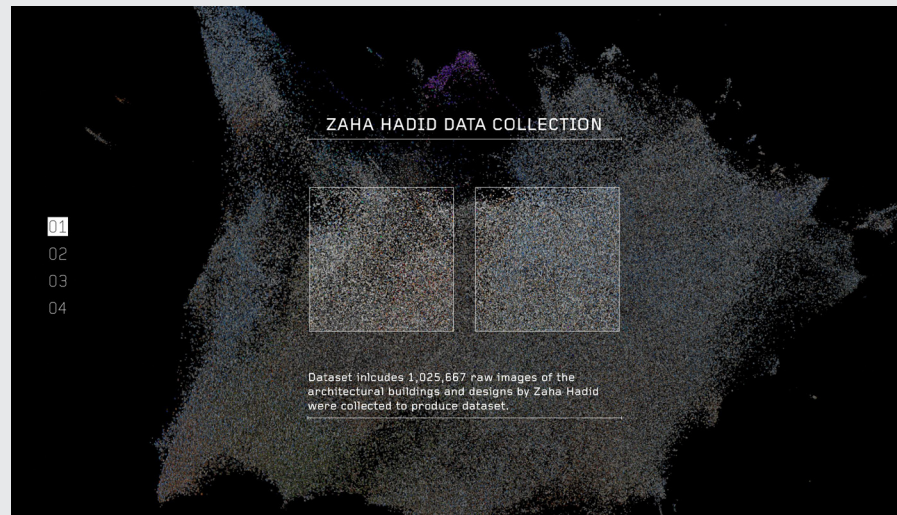 ZAHA HADID DATA COLLECTION
01
02
03
04
Dataset inlcudes 1,025,667 raw images of the
architectural buildings and designs by Zaha Hadid
were collected to produce dataset.